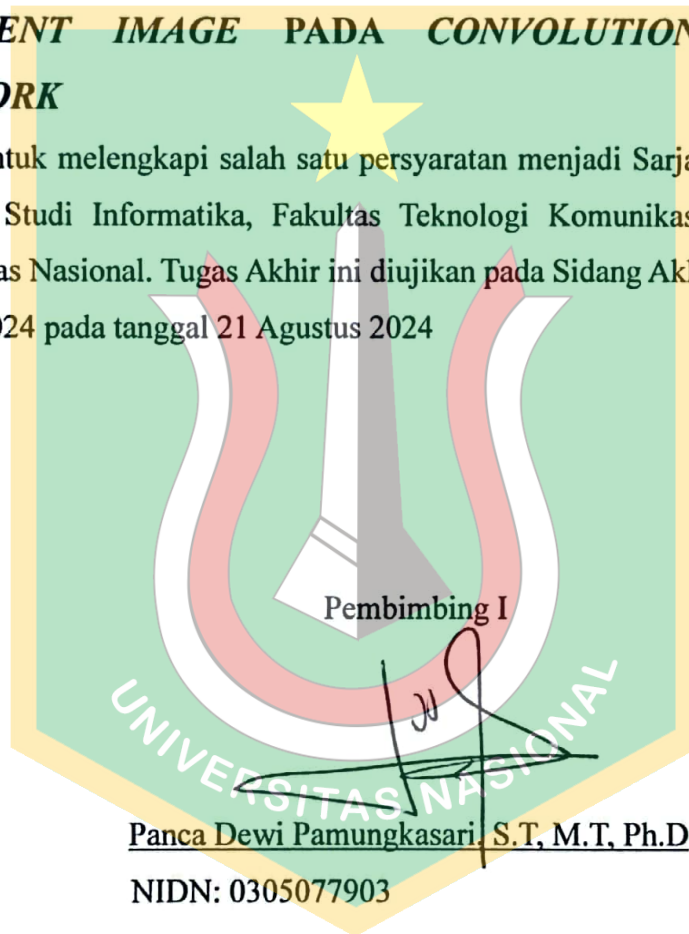 ENT IMAGE PADA CONVOLUTION
ORK
ntuk melengkapi salah satu persyaratan menjadi Sarja
Studi Informatika, Fakultas Teknologi Komunikas
as Nasional. Tugas Akhir ini diujikan pada Sidang Akh
024 pada tanggal 21 Agustus 2024
Pembimbing I
UNIVERSITAS NASIONAL
Panca Dewi Pamungkasari, S.T, M.T, Ph.D
NIDN: 0305077903